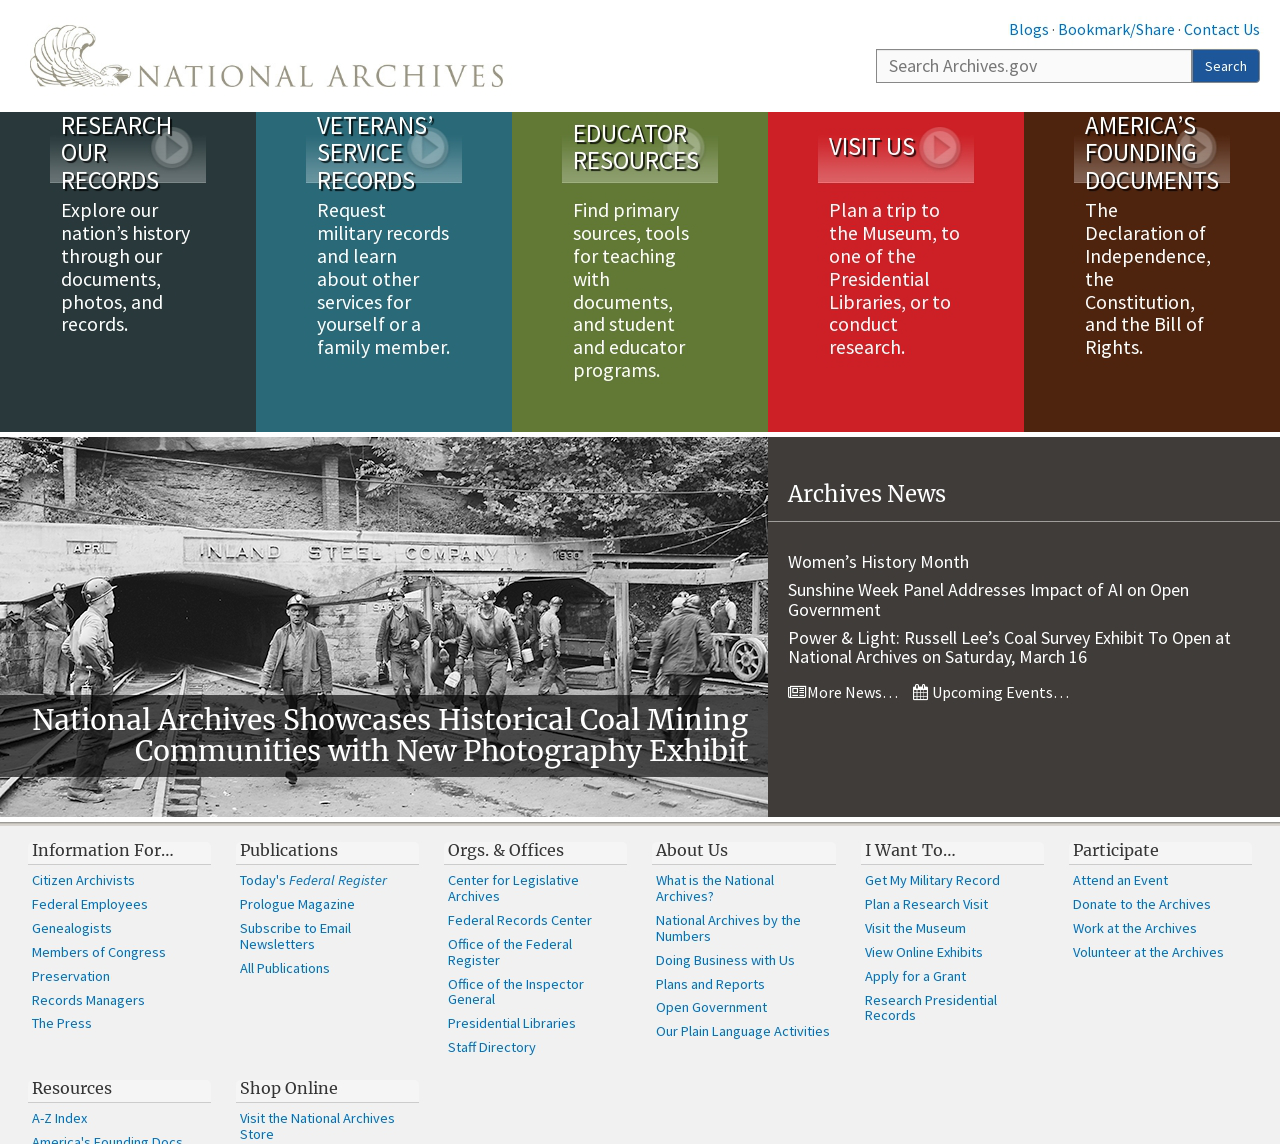 NATIONAL ARCHIVES
Blogs · Bookmark/Share · Contact Us
Search Archives.gov
Search
RESEARCH
OUR
RECORDS
Explore our
nation’s history
through our
documents,
photos, and
records.
VETERANS’
SERVICE
RECORDS
Request
military records
and learn
about other
services for
yourself or a
family member.
EDUCATOR
RESOURCES
Find primary
sources, tools
for teaching
with
documents,
and student
and educator
programs.
VISIT US
Plan a trip to
the Museum, to
one of the
Presidential
Libraries, or to
conduct
research.
AMERICA’S
FOUNDING
DOCUMENTS
The
Declaration of
Independence,
the
Constitution,
and the Bill of
Rights.
APRIL INLAND STEEL COMPANY 1930
National Archives Showcases Historical Coal Mining
Communities with New Photography Exhibit
Archives News
Women’s History Month
Sunshine Week Panel Addresses Impact of AI on Open
Government
Power & Light: Russell Lee’s Coal Survey Exhibit To Open at
National Archives on Saturday, March 16
More News… Upcoming Events…
Information For…
Citizen Archivists
Federal Employees
Genealogists
Members of Congress
Preservation
Records Managers
The Press
Publications
Today's Federal Register
Prologue Magazine
Subscribe to Email
Newsletters
All Publications
Orgs. & Offices
Center for Legislative
Archives
Federal Records Center
Office of the Federal
Register
Office of the Inspector
General
Presidential Libraries
Staff Directory
About Us
What is the National
Archives?
National Archives by the
Numbers
Doing Business with Us
Plans and Reports
Open Government
Our Plain Language Activities
I Want To…
Get My Military Record
Plan a Research Visit
Visit the Museum
View Online Exhibits
Apply for a Grant
Research Presidential
Records
Participate
Attend an Event
Donate to the Archives
Work at the Archives
Volunteer at the Archives
Resources
A-Z Index
America's Founding Docs
Shop Online
Visit the National Archives
Store